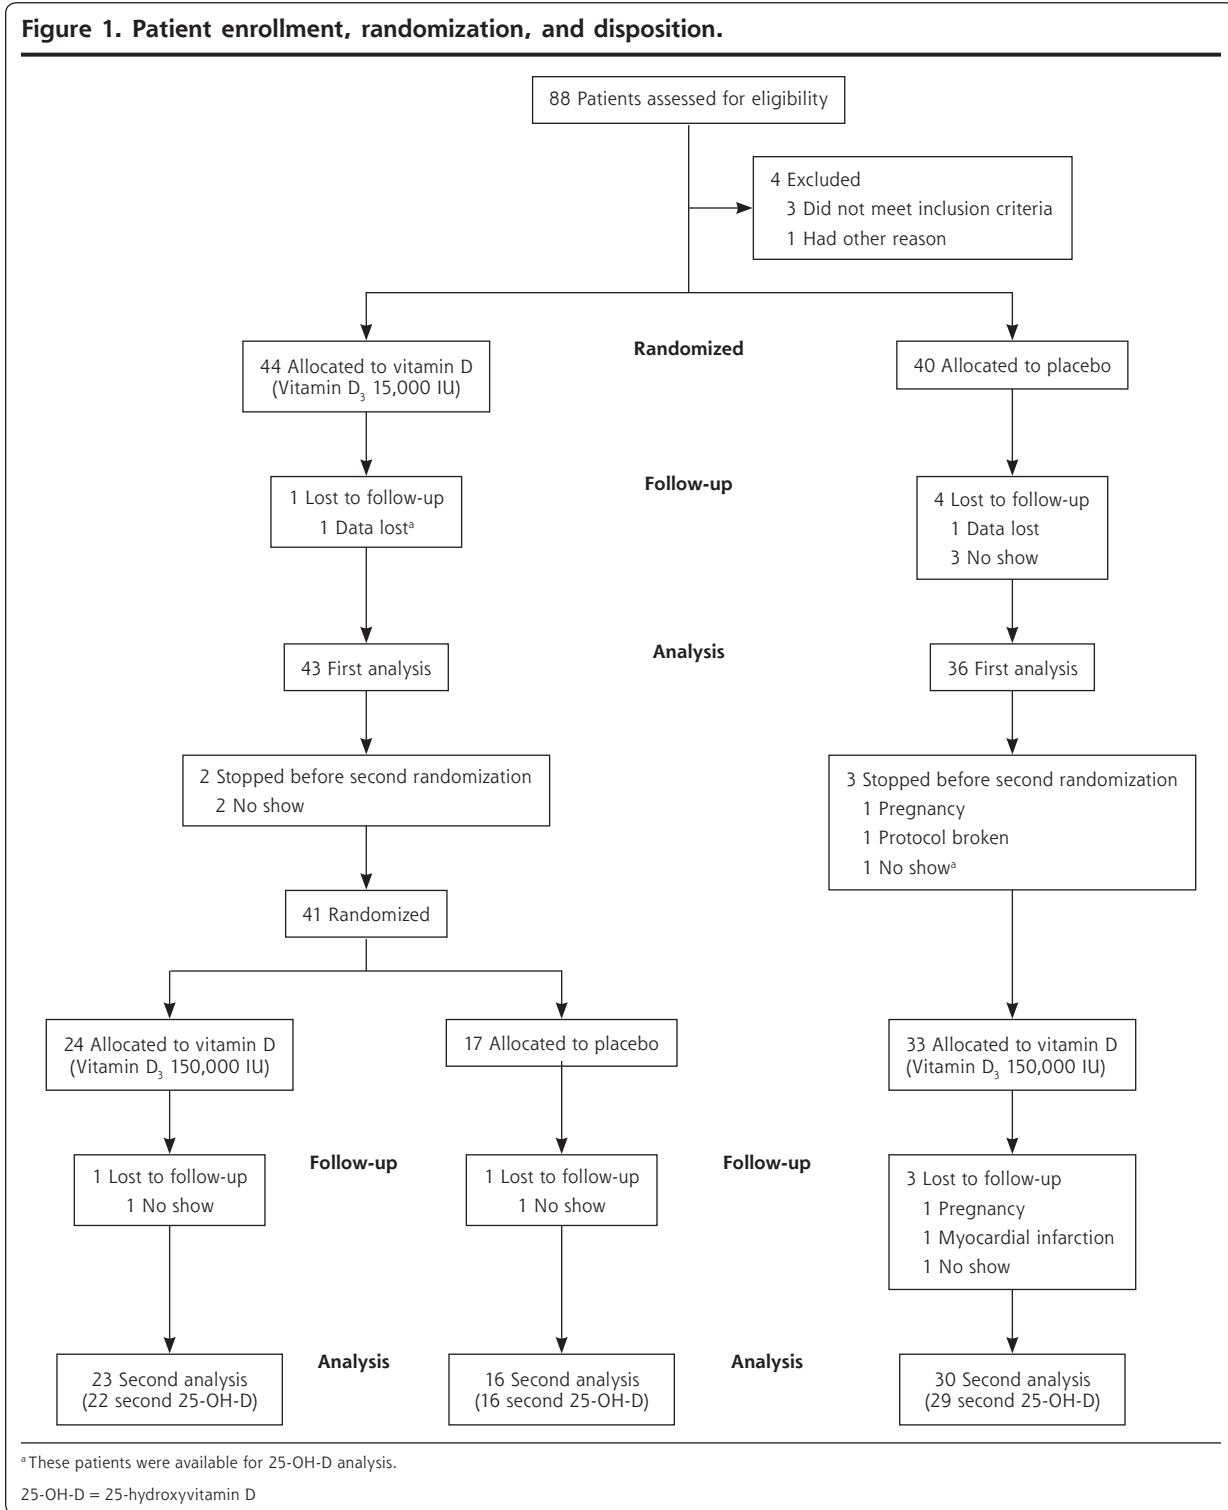 Figure 1. Patient enrollment, randomization, and disposition.
88 Patients assessed for eligibility
4 Excluded
3 Did not meet inclusion criteria
1 Had other reason
Randomized
44 Allocated to vitamin D
(Vitamin D₃ 15,000 IU)
40 Allocated to placebo
Follow-up
1 Lost to follow-up
1 Data lostᵃ
4 Lost to follow-up
1 Data lost
3 No show
Analysis
43 First analysis
36 First analysis
2 Stopped before second randomization
2 No show
3 Stopped before second randomization
1 Pregnancy
1 Protocol broken
1 No showᵃ
41 Randomized
24 Allocated to vitamin D
(Vitamin D₃ 150,000 IU)
17 Allocated to placebo
33 Allocated to vitamin D
(Vitamin D₃ 150,000 IU)
Follow-up
Follow-up
1 Lost to follow-up
1 No show
1 Lost to follow-up
1 No show
3 Lost to follow-up
1 Pregnancy
1 Myocardial infarction
1 No show
Analysis
Analysis
23 Second analysis
(22 second 25-OH-D)
16 Second analysis
(16 second 25-OH-D)
30 Second analysis
(29 second 25-OH-D)
ᵃ These patients were available for 25-OH-D analysis.
25-OH-D = 25-hydroxyvitamin D